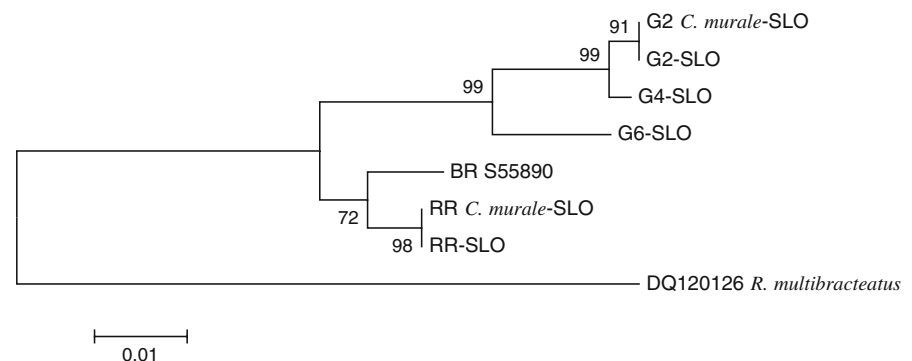 91 G2 C. murale-SLO
G2-SLO
99
G4-SLO
99
G6-SLO
BR S55890
72
RR C. murale-SLO
98 RR-SLO
DQ120126 R. multibracteatus
0.01